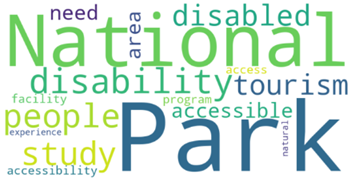 need
area
disabled
National
disability
access
tourism
facility
program
people
accessible
Park
experience
study
natural
accessibility